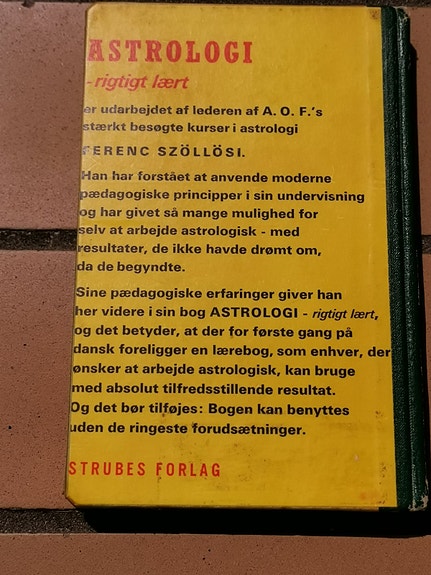 ASTROLOGI
- rigtigt lært
er udarbejdet af lederen af A. O. F.'s
stærkt besøgte kurser i astrologi
FERENC SZÖLLÖSI.
Han har forstået at anvende moderne
pædagogiske principper i sin undervisning
og har givet så mange mulighed for
selv at arbejde astrologisk - med
resultater, de ikke havde drømt om,
da de begyndte.
Sine pædagogiske erfaringer giver han
her videre i sin bog ASTROLOGI - rigtigt lært,
og det betyder, at der for første gang på
dansk foreligger en lærebog, som enhver, der
ønsker at arbejde astrologisk, kan bruge
med absolut tilfredsstillende resultat.
Og det bør tilføjes: Bogen kan benyttes
uden de ringeste forudsætninger.
STRUBES FORLAG